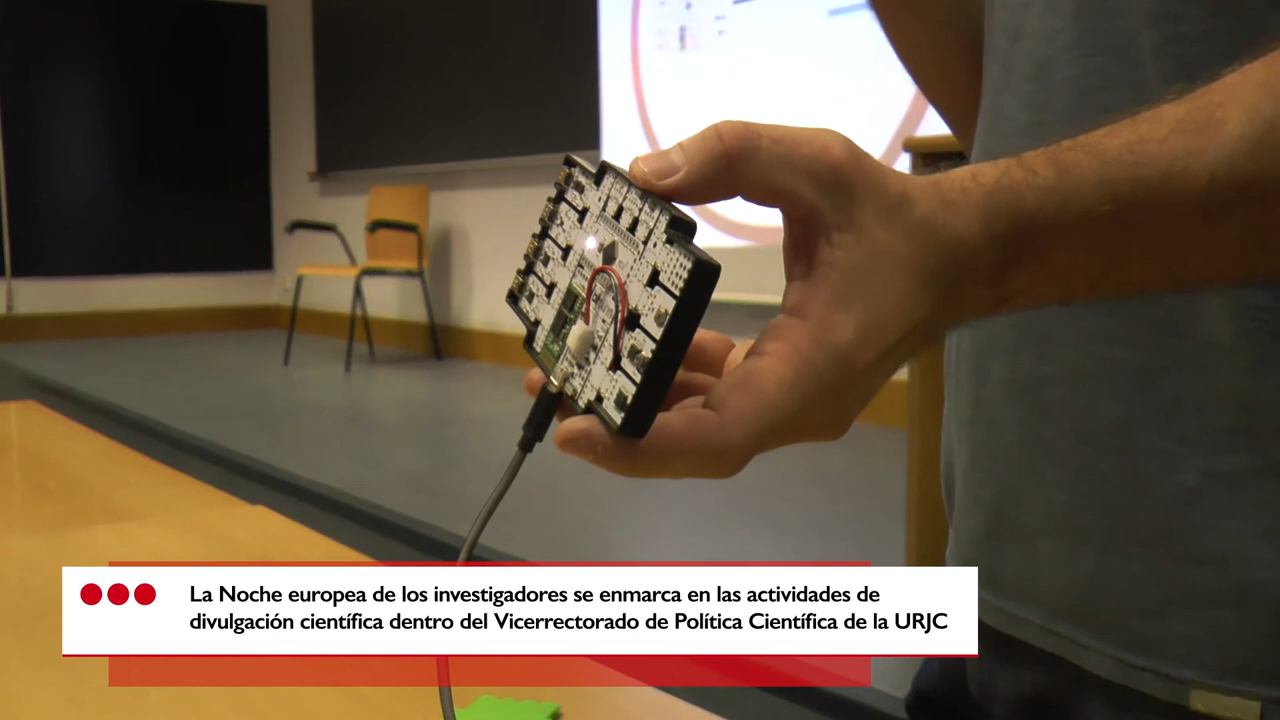 La Noche europea de los investigadores se enmarca en las actividades de
divulgación científica dentro del Vicerrectorado de Política Científica de la URJC